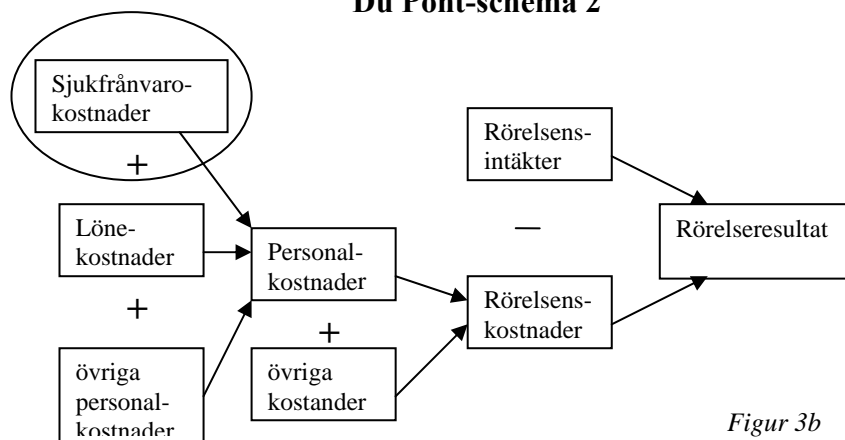 Du Pont-schema 2
Sjukfrånvaro-
kostnader
+
Löne-
kostnader
+
övriga
personal-
kostnader
Personal-
kostnader
+
övriga
kostander
Rörelsens-
intäkter
—
Rörelsens-
kostnader
Rörelseresultat
Figur 3b